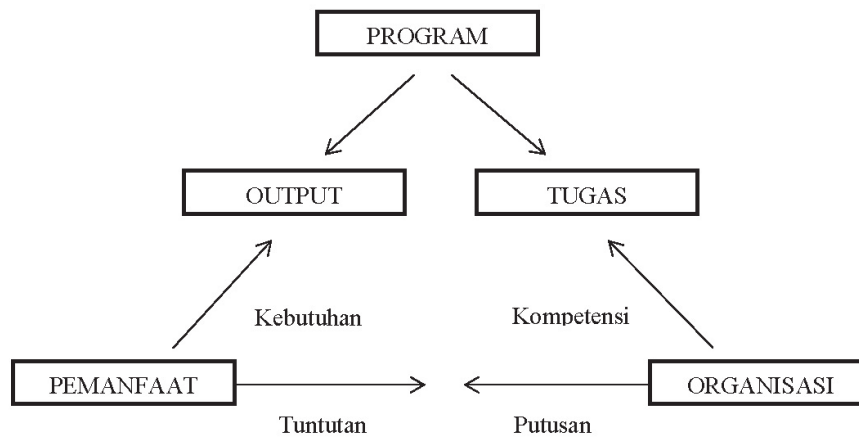 PROGRAM
OUTPUT
TUGAS
Kebutuhan
Kompetensi
PEMANFAAT
ORGANISASI
Tuntutan
Putusan